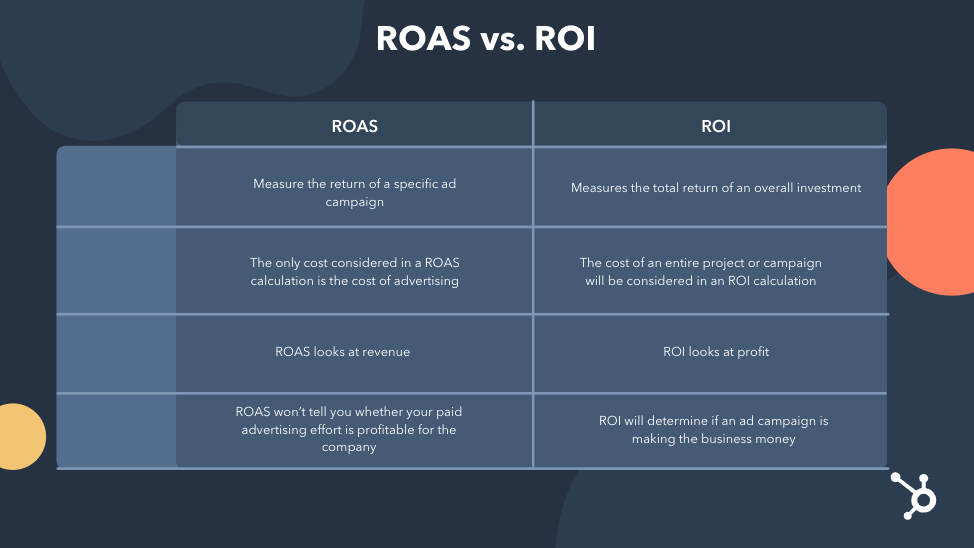 ROAS vs. ROI
ROAS
ROI
Measure the return of a specific ad
campaign
Measures the total return of an overall investment
The only cost considered in a ROAS
calculation is the cost of advertising
The cost of an entire project or campaign
will be considered in an ROI calculation
ROAS looks at revenue
ROI looks at profit
ROAS won’t tell you whether your paid
advertising effort is profitable for the
company
ROI will determine if an ad campaign is
making the business money